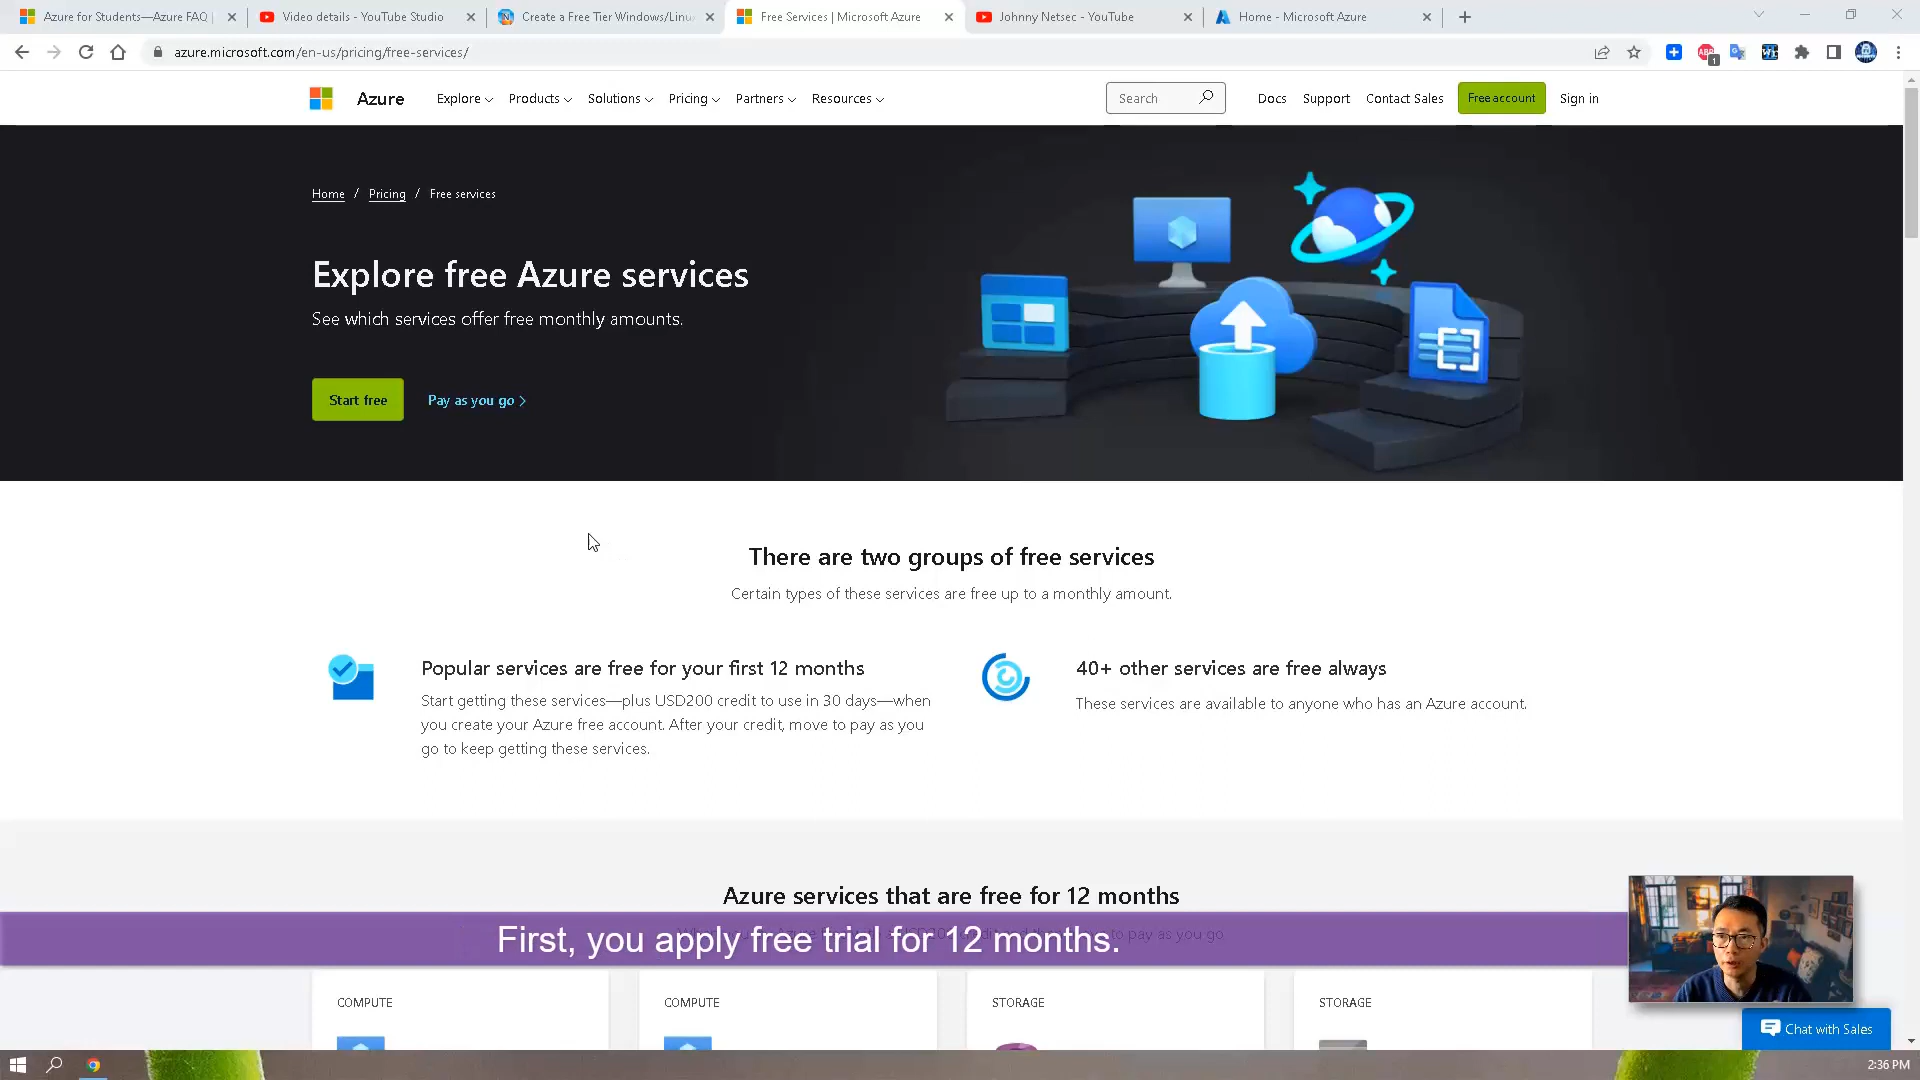 Azure for Students—Azure FAQ |
Video details - YouTube Studio
Create a Free Tier Windows/Linu
Free Services | Microsoft Azure
Johnny Netsec - YouTube
Home - Microsoft Azure
azure.microsoft.com/en-us/pricing/free-services/
ABP
1
Azure
Explore
Products
Solutions
Pricing
Partners
Resources
Search
Docs
Support
Contact Sales
Free account
Sign in
Home / Pricing / Free services
Explore free Azure services
See which services offer free monthly amounts.
Start free
Pay as you go
There are two groups of free services
Certain types of these services are free up to a monthly amount.
Popular services are free for your first 12 months
Start getting these services—plus USD200 credit to use in 30 days—when
you create your Azure free account. After your credit, move to pay as you
go to keep getting these services.
40+ other services are free always
These services are available to anyone who has an Azure account.
Azure services that are free for 12 months
First, you apply free trial for 12 months.
to pay as you go.
COMPUTE
COMPUTE
STORAGE
STORAGE
Chat with Sales
2:36 PM